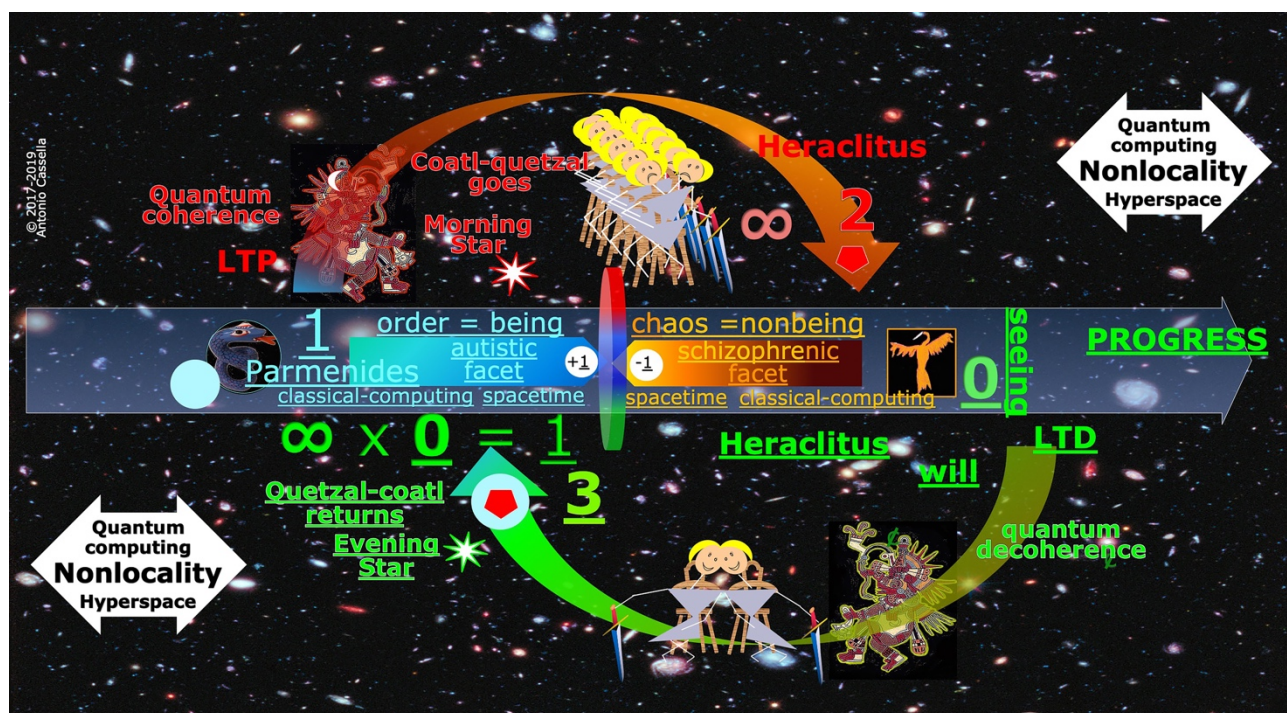 © 2017-2019
Antonio Cassella
Quantum
coherence
LTP
Coatl-quetzal
goes
Morning
Star
∞
Heraclitus
2
Quantum
computing
Nonlocality
Hyperspace
1
Parmenides
order = being
autistic
facet
+1
classical-computing spacetime
chaos =nonbeing
-1
schizophrenic
facet
spacetime classical-computing
0
seeing
PROGRESS
∞ x 0 = 1
Quetzal-coatl
returns
Evening
Star
3
Heraclitus
will
LTD
quantum
decoherence
Quantum
computing
Nonlocality
Hyperspace